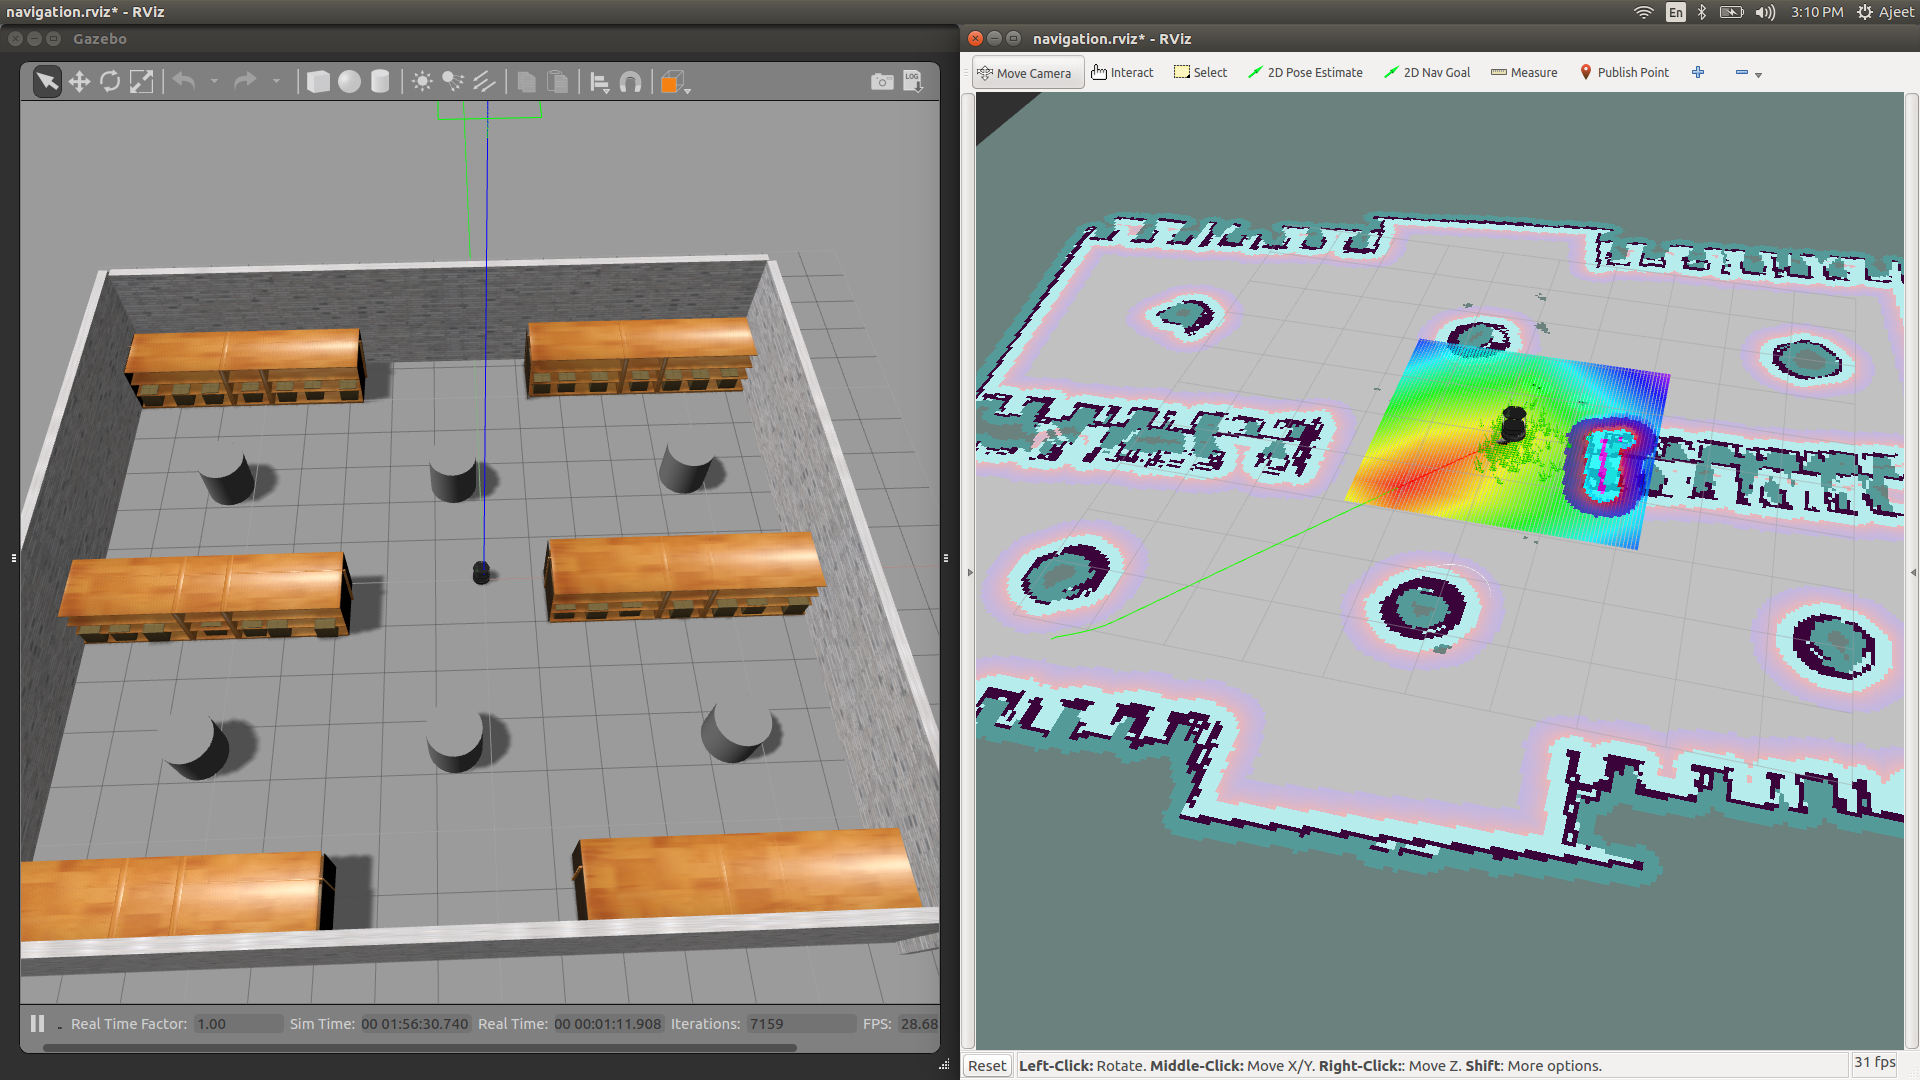 navigation.rviz* - RViz
En
3:10 PM
Ajeet
Gazebo
LOG
Real Time Factor: 1.00 Sim Time: 00 01:56:30.740 Real Time: 00 00:01:11.908 Iterations: 7159 FPS: 28.68
navigation.rviz* - RViz
Move Camera Interact Select 2D Pose Estimate 2D Nav Goal Measure Publish Point
Reset Left-Click: Rotate. Middle-Click: Move X/Y. Right-Click:: Move Z. Shift: More options. 31 fps